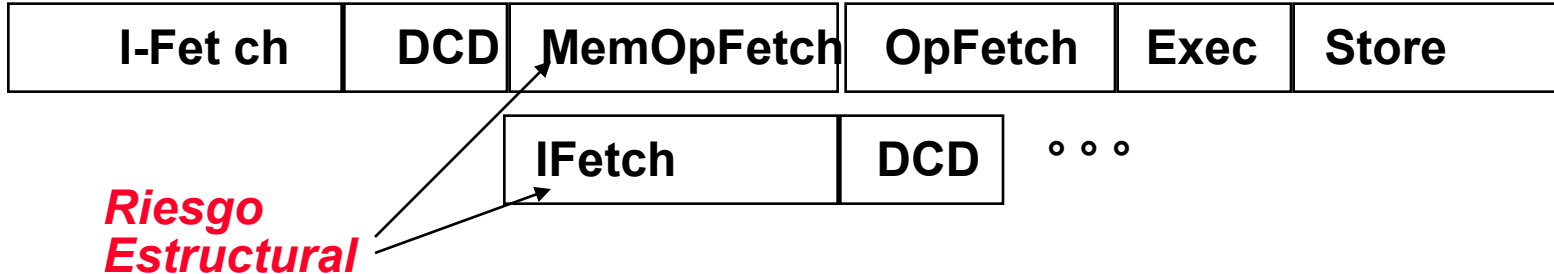 I-Fet ch DCD MemOpFetch OpFetch Exec Store
IFetch DCD ° ° °
Riesgo
Estructural